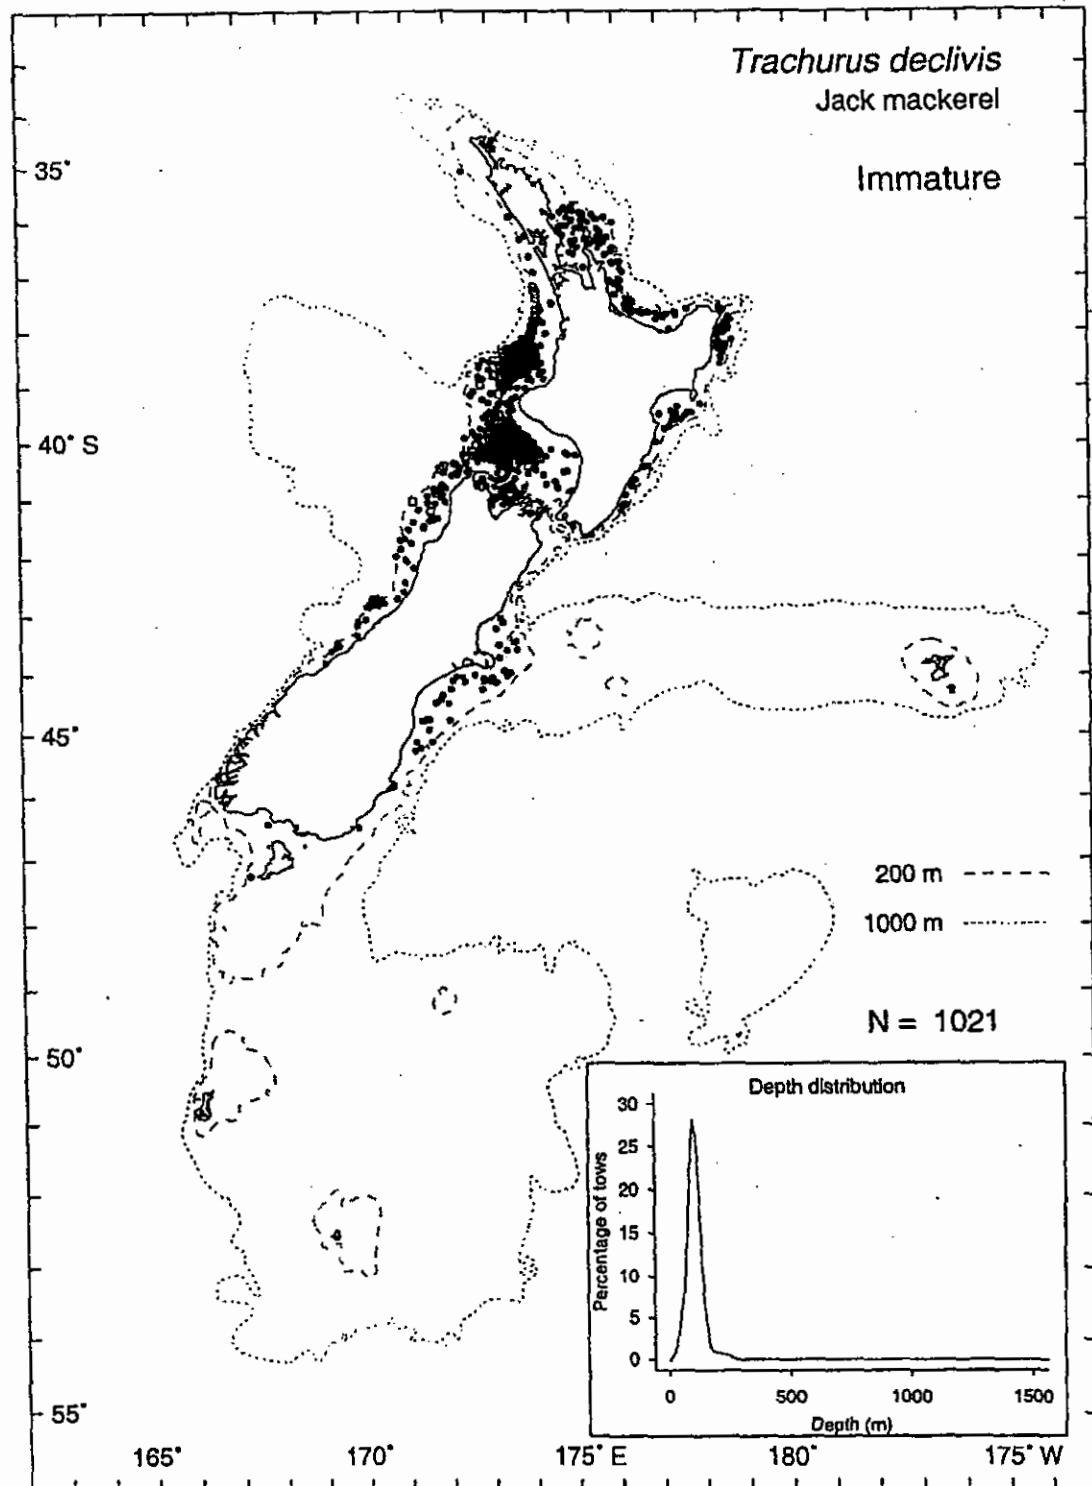 Trachurus declivis
Jack mackerel
Immature
35°
40° S
45°
50°
55°
200 m
1000 m
N = 1021
Depth distribution
Percentage of tows
30
25
20
15
10
5
0
0 500 1000 1500
Depth (m)
165° 170° 175° E 180° 175° W